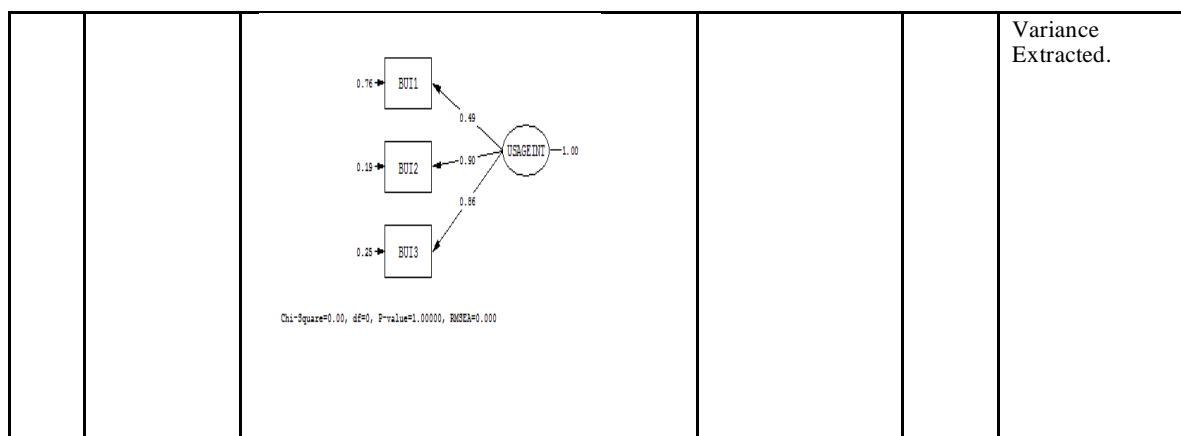 Variance
Extracted.
0.76 BUI1
0.49
USAGEINT 1.00
0.19 BUI2 0.90
0.86
0.25 BUI3
Chi-Square=0.00, df=0, P-value=1.00000, RMSEA=0.000